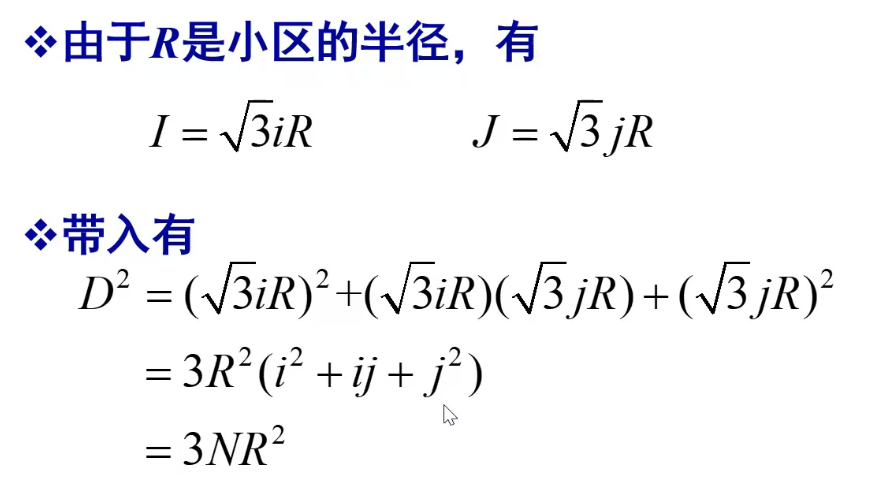 ❖由于R是小区的半径，有
I = √3iR J = √3jR
❖带入有
D² = (√3iR)²+(√3iR)(√3jR) + (√3jR)²
= 3R²(i² + ij + j²)
= 3NR²